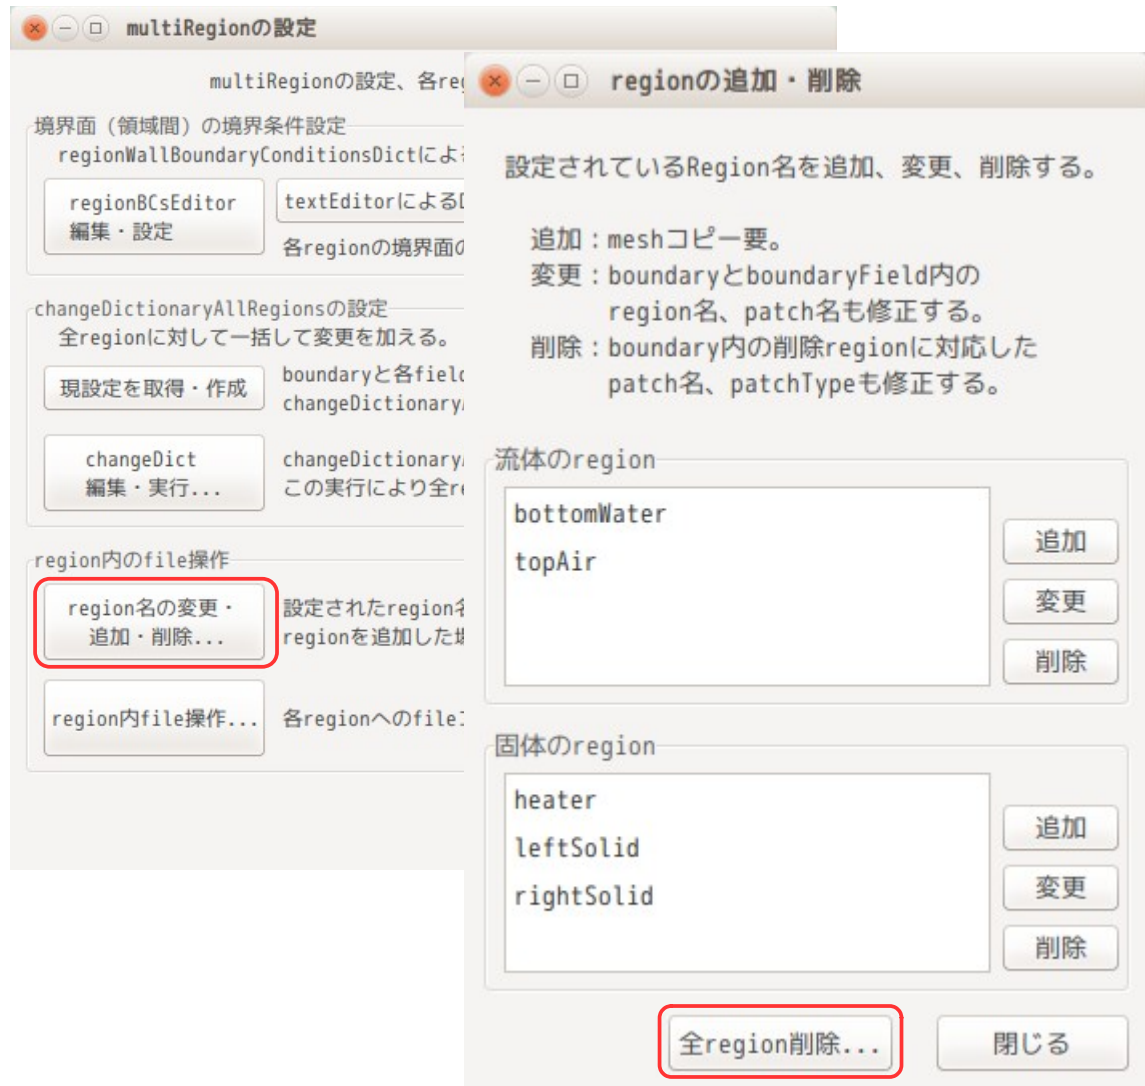 multiRegionの設定
multiRegionの設定、各reg
境界面（領域間）の境界条件設定
regionWallBoundaryConditionsDictによ
regionBCsEditor
編集・設定
textEditorによる
各regionの境界面の
changeDictionaryAllRegionsの設定
全regionに対して一括して変更を加える。
現設定を取得・作成
boundaryと各field
changeDictionary
changeDict
編集・実行...
changeDictionary
この実行により全re
region内のfile操作
region名の変更・
追加・削除...
設定されたregion名
regionを追加した場
region内file操作...
各regionへのfileコ
regionの追加・削除
設定されているRegion名を追加、変更、削除する。
追加：meshコピー要。
変更：boundaryとboundaryField内の
region名、patch名も修正する。
削除：boundary内の削除regionに対応した
patch名、patchTypeも修正する。
流体のregion
bottomWater
topAir
追加
変更
削除
固体のregion
heater
leftSolid
rightSolid
追加
変更
削除
全region削除...
閉じる